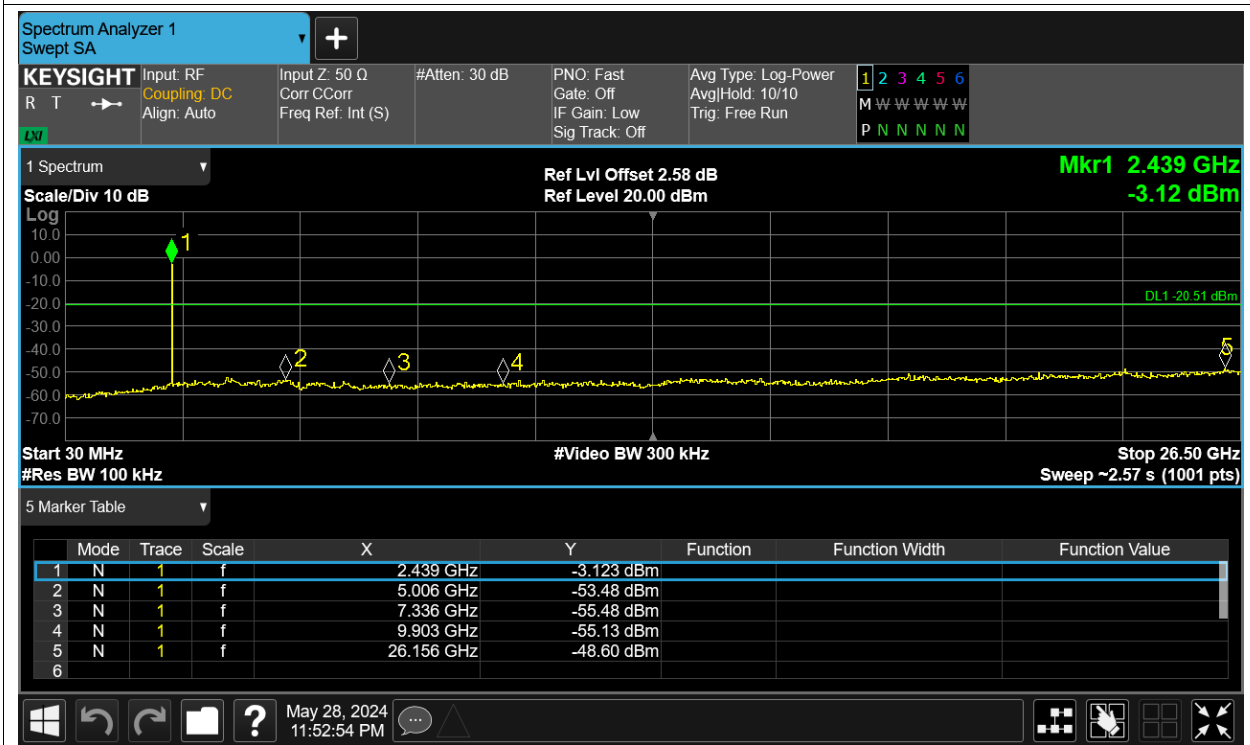 Spectrum Analyzer 1
Swept SA
+
KEYSIGHT
R T
LXI
Input: RF
Coupling: DC
Align: Auto
Input Z: 50 Ω
Corr CCorr
Freq Ref: Int (S)
#Atten: 30 dB
PNO: Fast
Gate: Off
IF Gain: Low
Sig Track: Off
Avg Type: Log-Power
Avg|Hold: 10/10
Trig: Free Run
1 2 3 4 5 6
M W W W W W
P N N N N N
1 Spectrum
Scale/Div 10 dB
Ref Lvl Offset 2.58 dB
Ref Level 20.00 dBm
Mkr1 2.439 GHz
-3.12 dBm
Log
10.0
0.00
-10.0
-20.0
-30.0
-40.0
-50.0
-60.0
-70.0
1
2
3
4
5
DL1 -20.51 dBm
Start 30 MHz
#Video BW 300 kHz
Stop 26.50 GHz
#Res BW 100 kHz
Sweep ~2.57 s (1001 pts)
5 Marker Table
Mode Trace Scale X Y Function Function Width Function Value
1 N 1 f 2.439 GHz -3.123 dBm
2 N 1 f 5.006 GHz -53.48 dBm
3 N 1 f 7.336 GHz -55.48 dBm
4 N 1 f 9.903 GHz -55.13 dBm
5 N 1 f 26.156 GHz -48.60 dBm
6
?
May 28, 2024
11:52:54 PM